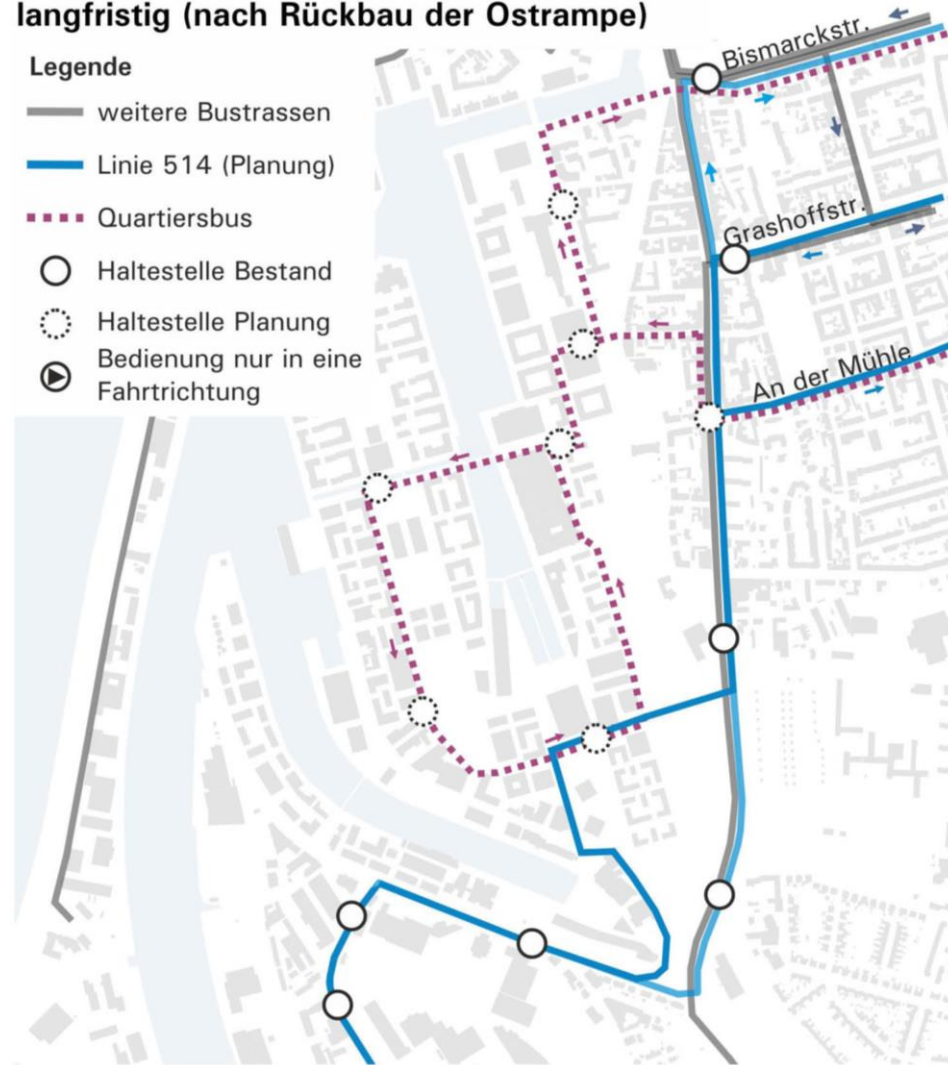 langfristig (nach Rückbau der Ostrampe)
Legende
weitere Bustrassen
Linie 514 (Planung)
Quartiersbus
Haltestelle Bestand
Haltestelle Planung
Bedienung nur in eine
Fahrtrichtung
Bismarckstr.
Grashoffstr.
An der Mühle